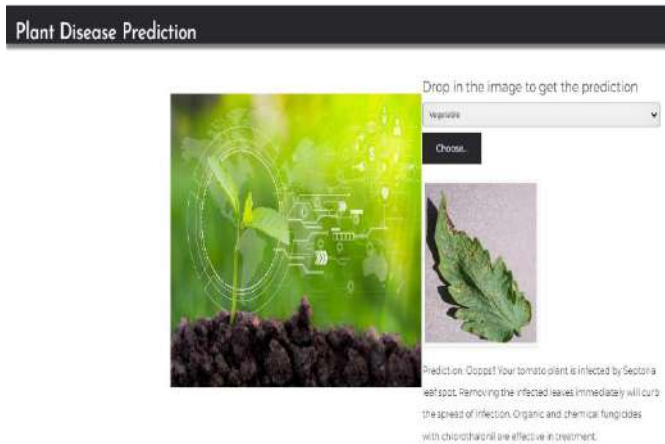 Plant Disease Prediction
Drop in the image to get the prediction
Vegetable
Choose..
Prediction: Oopps!! Your tomato plant is infected by Septoria
leaf spot. Removing the infected leaves immediately will curb
the spread of infection. Organic and chemical fungicides
with chlorothalonil are effective in treatment.